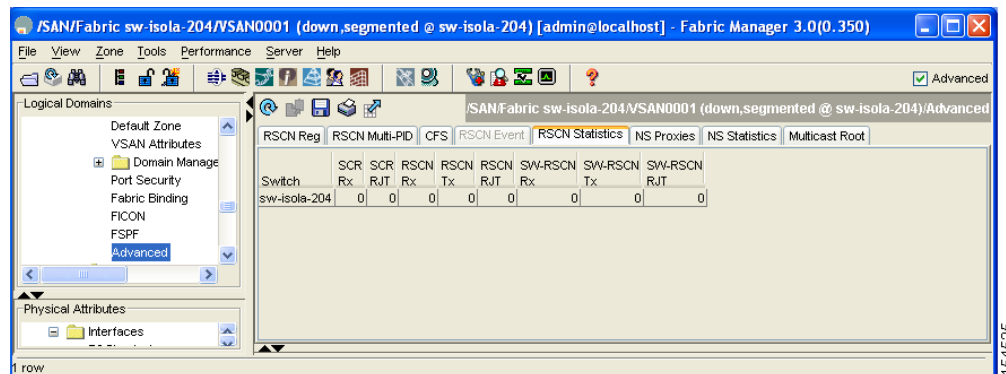 /SAN/Fabric sw-isola-204/VSAN0001 (down,segmented @ sw-isola-204) [admin@localhost] - Fabric Manager 3.0(0.350)
File View Zone Tools Performance Server Help
Advanced
Logical Domains
/SAN/Fabric sw-isola-204/VSAN0001 (down,segmented @ sw-isola-204)/Advanced
Default Zone
VSAN Attributes
Domain Manage
Port Security
Fabric Binding
FICON
FSPF
Advanced
RSCN Reg RSCN Multi-PID CFS RSCN Event RSCN Statistics NS Proxies NS Statistics Multicast Root
SCR SCR RSCN RSCN RSCN SW-RSCN SW-RSCN SW-RSCN
Switch Rx RJT Rx Tx RJT Rx Tx RJT
sw-isola-204 0 0 0 0 0 0 0 0
Physical Attributes
Interfaces
1 row